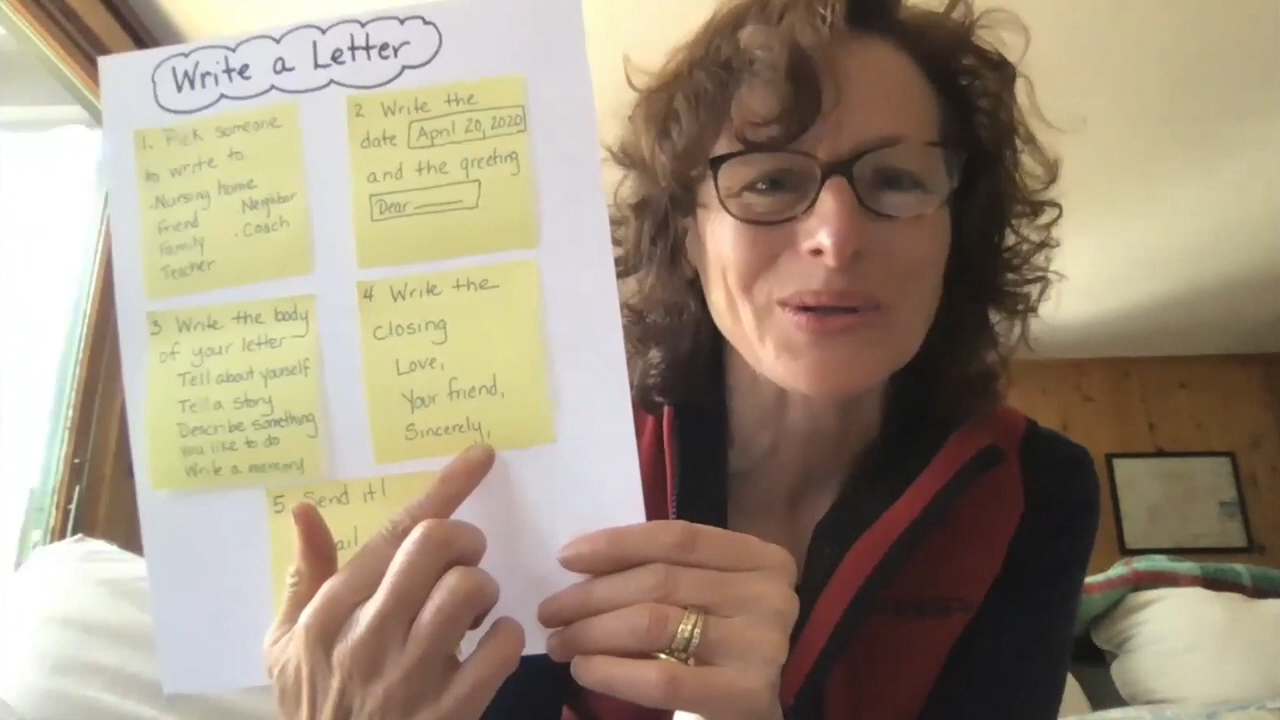 Write a Letter
1. Pick someone
to write to
. Nursing home
Friend Neighbor
Family . Coach
Teacher
2 Write the
date April 20, 2020
and the greeting
Dear ———
3 Write the body
of your letter
Tell about yourself
Tell a story
Describe something
you like to do
Write a memory
4 Write the
closing
Love,
Your friend,
Sincerely,
5 Send it!